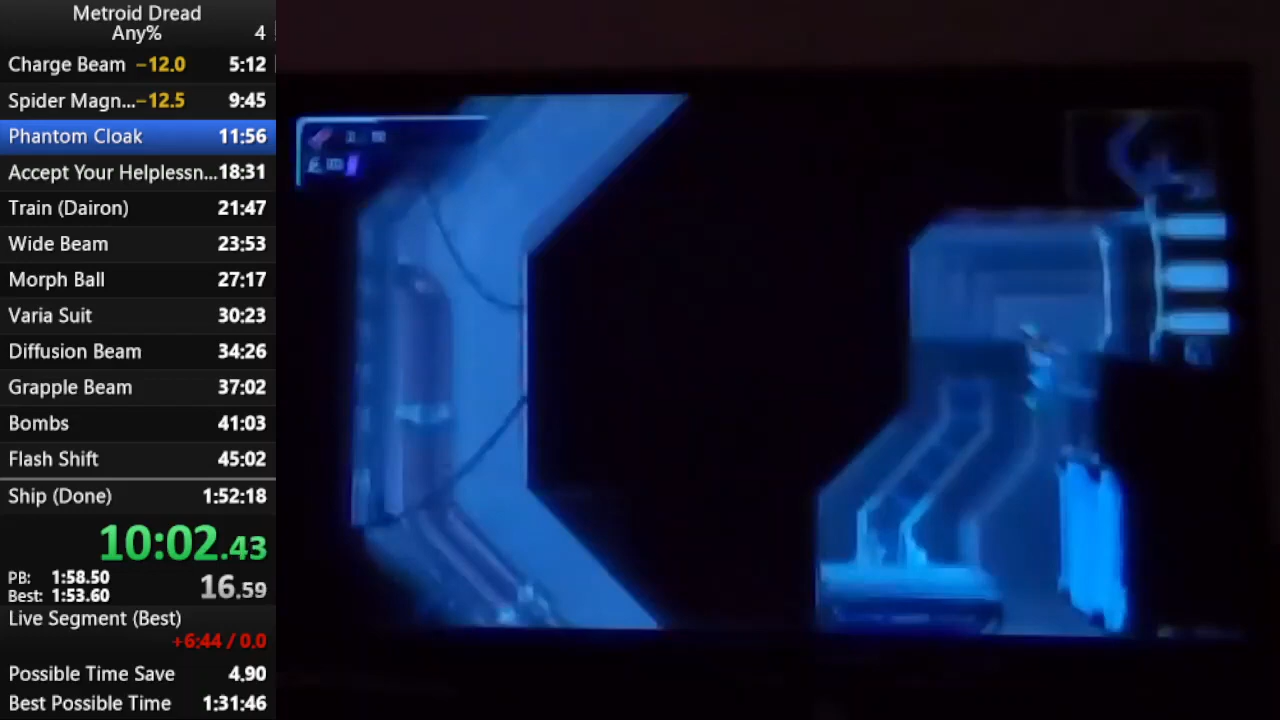 Metroid Dread
Any%
4
Charge Beam −12.0 5:12
Spider Magn... −12.5 9:45
Phantom Cloak 11:56
Accept Your Helplessn... 18:31
Train (Dairon) 21:47
Wide Beam 23:53
Morph Ball 27:17
Varia Suit 30:23
Diffusion Beam 34:26
Grapple Beam 37:02
Bombs 41:03
Flash Shift 45:02
Ship (Done) 1:52:18
10:02.43
PB: 1:58.50
Best: 1:53.60
16.59
Live Segment (Best)
+6:44 / 0.0
Possible Time Save 4.90
Best Possible Time 1:31:46